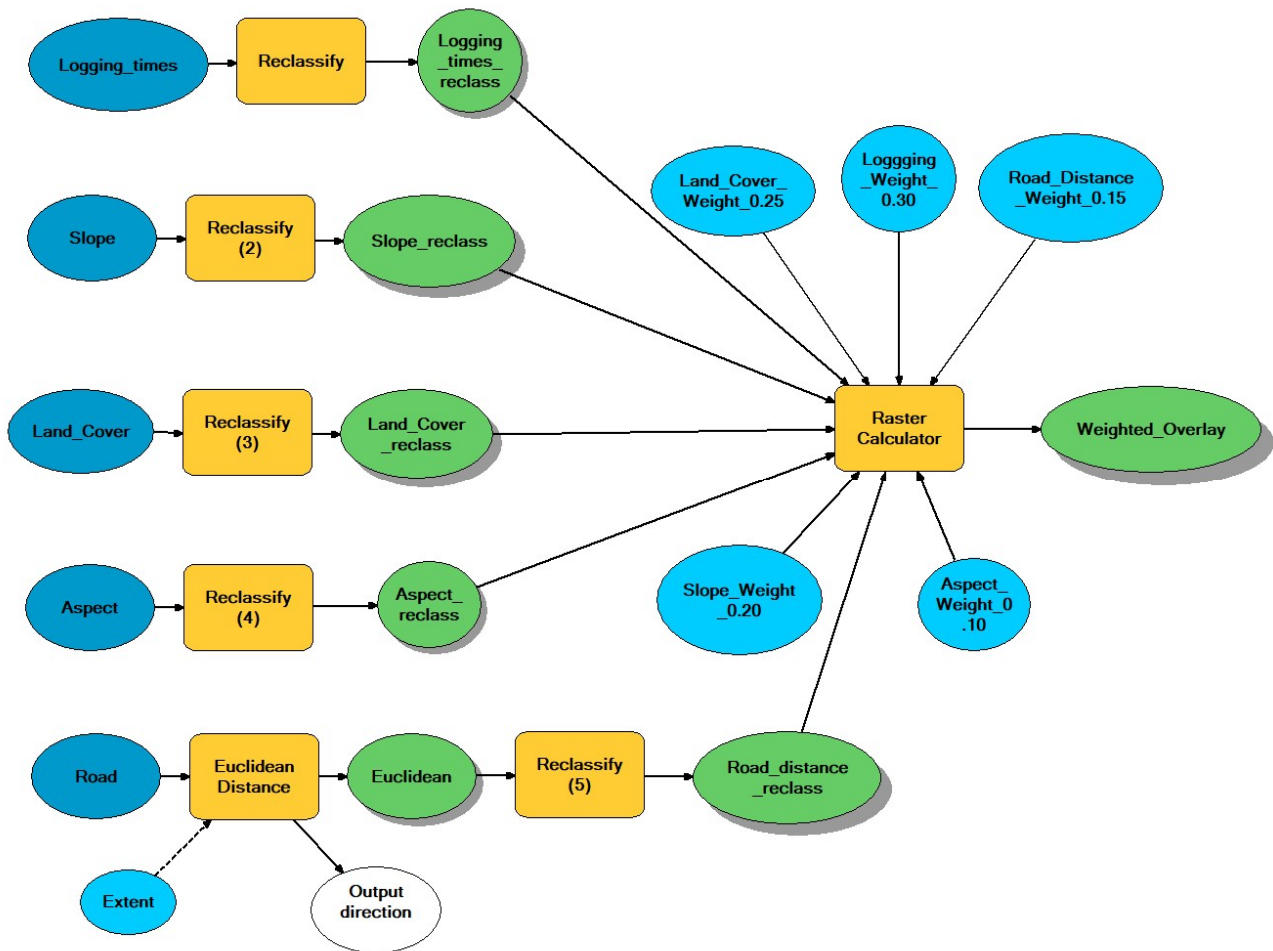 Logging_times
Reclassify
Logging
_times_
reclass
Land_Cover_
Weight_0.25
Loggging
_Weight_
0.30
Road_Distance
_Weight_0.15
Slope
Reclassify
(2)
Slope_reclass
Land_Cover
Reclassify
(3)
Land_Cover
_reclass
Raster
Calculator
Weighted_Overlay
Aspect
Reclassify
(4)
Aspect_
reclass
Slope_Weight
_0.20
Aspect_
Weight_0
.10
Road
Euclidean
Distance
Euclidean
Reclassify
(5)
Road_distance
_reclass
Extent
Output
direction